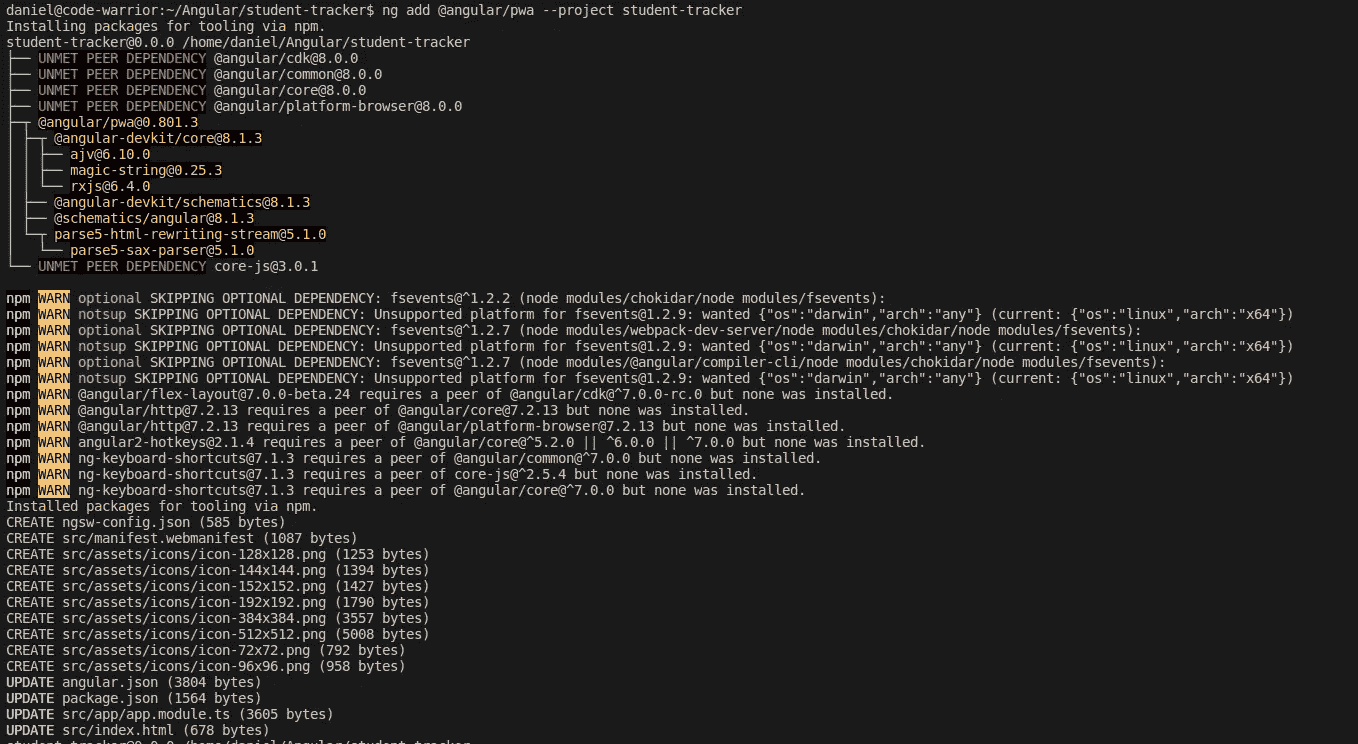 daniel@code-warrior:~/Angular/student-tracker$ ng add @angular/pwa --project student-tracker
Installing packages for tooling via npm.
student-tracker@0.0.0 /home/daniel/Angular/student-tracker
├── UNMET PEER DEPENDENCY @angular/cdk@8.0.0
├── UNMET PEER DEPENDENCY @angular/common@8.0.0
├── UNMET PEER DEPENDENCY @angular/core@8.0.0
├── UNMET PEER DEPENDENCY @angular/platform-browser@8.0.0
├─┬ @angular/pwa@0.801.3
│ ├─┬ @angular-devkit/core@8.1.3
│ │ ├── ajv@6.10.0
│ │ ├── magic-string@0.25.3
│ │ └── rxjs@6.4.0
│ ├── @angular-devkit/schematics@8.1.3
│ ├── @schematics/angular@8.1.3
│ └─┬ parse5-html-rewriting-stream@5.1.0
│   └── parse5-sax-parser@5.1.0
└── UNMET PEER DEPENDENCY core-js@3.0.1
npm WARN optional SKIPPING OPTIONAL DEPENDENCY: fsevents@^1.2.2 (node_modules/chokidar/node_modules/fsevents):
npm WARN notsup SKIPPING OPTIONAL DEPENDENCY: Unsupported platform for fsevents@1.2.9: wanted {"os":"darwin","arch":"any"} (current: {"os":"linux","arch":"x64"})
npm WARN optional SKIPPING OPTIONAL DEPENDENCY: fsevents@^1.2.7 (node_modules/webpack-dev-server/node_modules/chokidar/node_modules/fsevents):
npm WARN notsup SKIPPING OPTIONAL DEPENDENCY: Unsupported platform for fsevents@1.2.9: wanted {"os":"darwin","arch":"any"} (current: {"os":"linux","arch":"x64"})
npm WARN optional SKIPPING OPTIONAL DEPENDENCY: fsevents@^1.2.7 (node_modules/@angular/compiler-cli/node_modules/chokidar/node_modules/fsevents):
npm WARN notsup SKIPPING OPTIONAL DEPENDENCY: Unsupported platform for fsevents@1.2.9: wanted {"os":"darwin","arch":"any"} (current: {"os":"linux","arch":"x64"})
npm WARN @angular/flex-layout@7.0.0-beta.24 requires a peer of @angular/cdk@^7.0.0-rc.0 but none was installed.
npm WARN @angular/http@7.2.13 requires a peer of @angular/core@7.2.13 but none was installed.
npm WARN @angular/http@7.2.13 requires a peer of @angular/platform-browser@7.2.13 but none was installed.
npm WARN angular2-hotkeys@2.1.4 requires a peer of @angular/core@^5.2.0 || ^6.0.0 || ^7.0.0 but none was installed.
npm WARN ng-keyboard-shortcuts@7.1.3 requires a peer of @angular/common@^7.0.0 but none was installed.
npm WARN ng-keyboard-shortcuts@7.1.3 requires a peer of core-js@^2.5.4 but none was installed.
npm WARN ng-keyboard-shortcuts@7.1.3 requires a peer of @angular/core@^7.0.0 but none was installed.
Installed packages for tooling via npm.
CREATE ngsw-config.json (585 bytes)
CREATE src/manifest.webmanifest (1087 bytes)
CREATE src/assets/icons/icon-128x128.png (1253 bytes)
CREATE src/assets/icons/icon-144x144.png (1394 bytes)
CREATE src/assets/icons/icon-152x152.png (1427 bytes)
CREATE src/assets/icons/icon-192x192.png (1790 bytes)
CREATE src/assets/icons/icon-384x384.png (3557 bytes)
CREATE src/assets/icons/icon-512x512.png (5008 bytes)
CREATE src/assets/icons/icon-72x72.png (792 bytes)
CREATE src/assets/icons/icon-96x96.png (958 bytes)
UPDATE angular.json (3804 bytes)
UPDATE package.json (1564 bytes)
UPDATE src/app/app.module.ts (3605 bytes)
UPDATE src/index.html (678 bytes)
student-tracker@0.0.0 /home/daniel/Angular/student-tracker